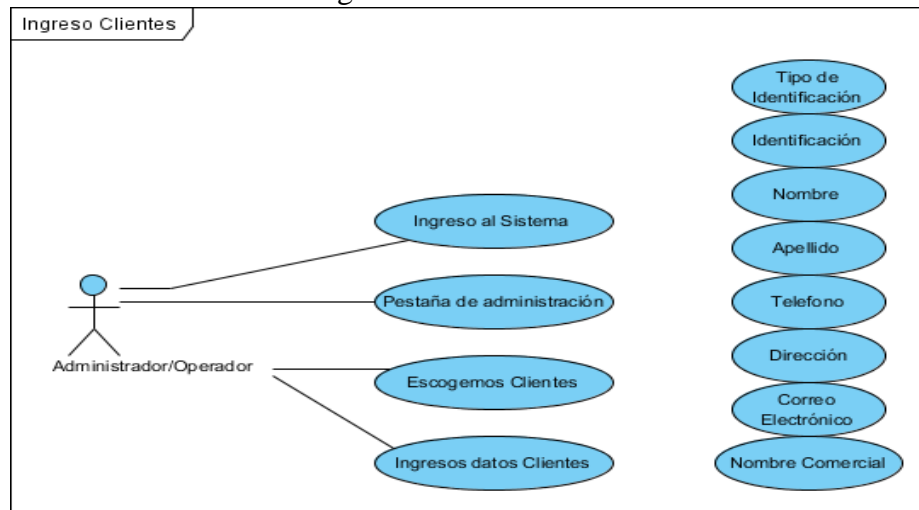 Ingreso Clientes
Tipo de
Identificación
Identificación
Nombre
Ingreso al Sistema
Apellido
Pestaña de administración
Telefono
Administrador/Operador
Dirección
Escogemos Clientes
Correo
Electrónico
Ingresos datos Clientes
Nombre Comercial